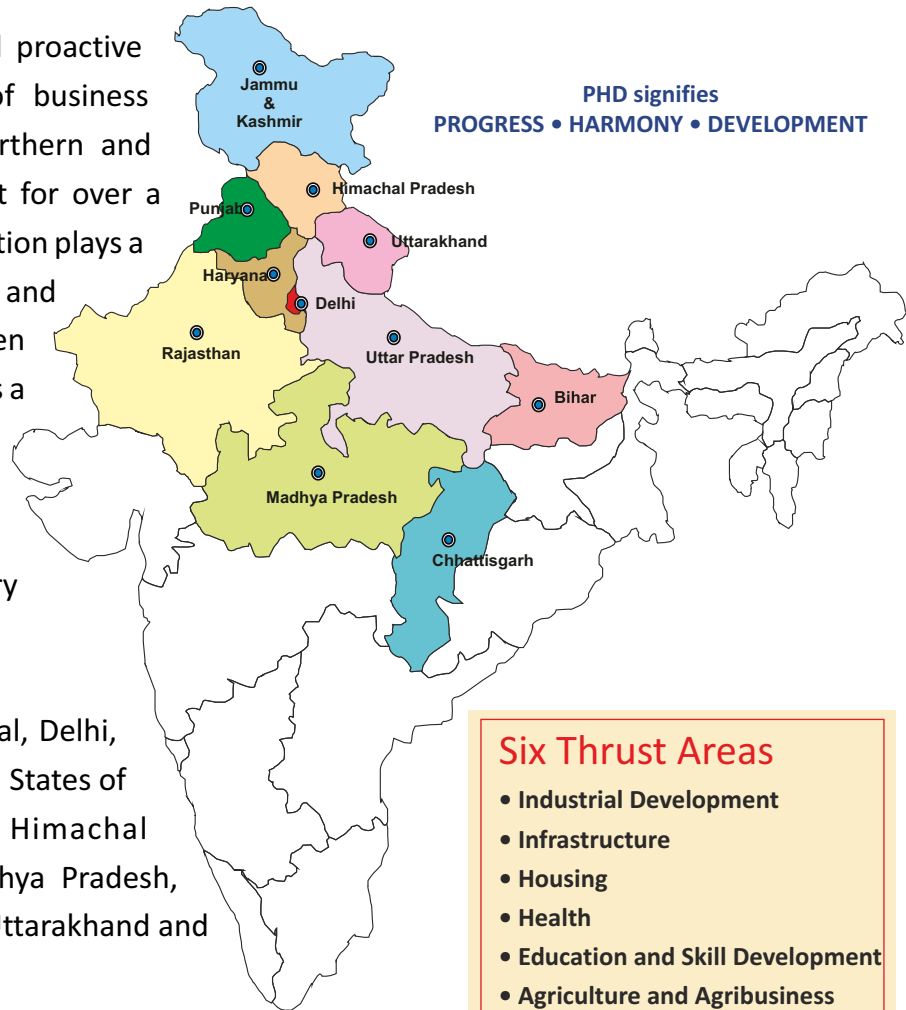 proactive
of business
rthern and
t for over a
tion plays a
and
en
s a
ry
al, Delhi,
States of
Himachal
hya Pradesh,
Uttarakhand and
PHD signifies
PROGRESS • HARMONY • DEVELOPMENT
Jammu
&
Kashmir
Himachal Pradesh
Punjab
Uttarakhand
Haryana
Delhi
Rajasthan
Uttar Pradesh
Bihar
Madhya Pradesh
Chhattisgarh
Six Thrust Areas
• Industrial Development
• Infrastructure
• Housing
• Health
• Education and Skill Development
• Agriculture and Agribusiness